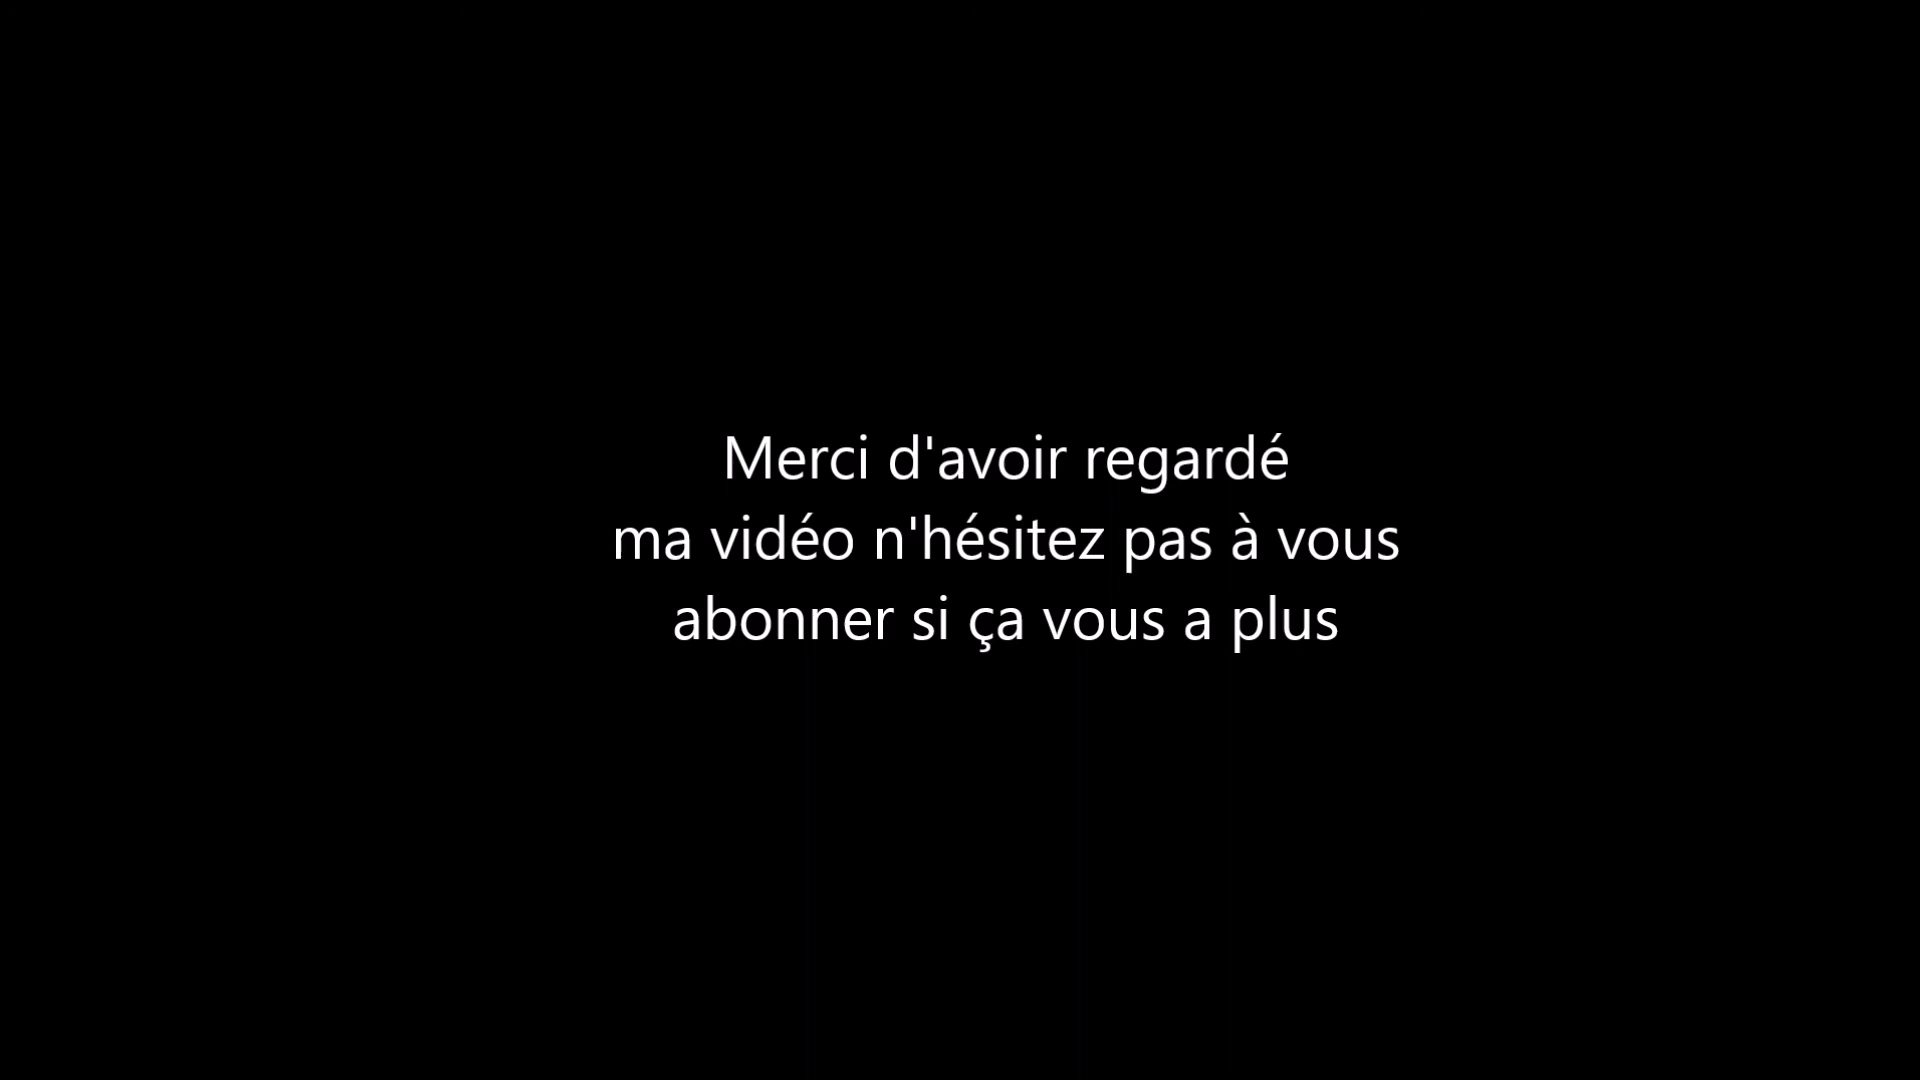 Merci d'avoir regardé
ma vidéo n'hésitez pas à vous
abonner si ça vous a plus